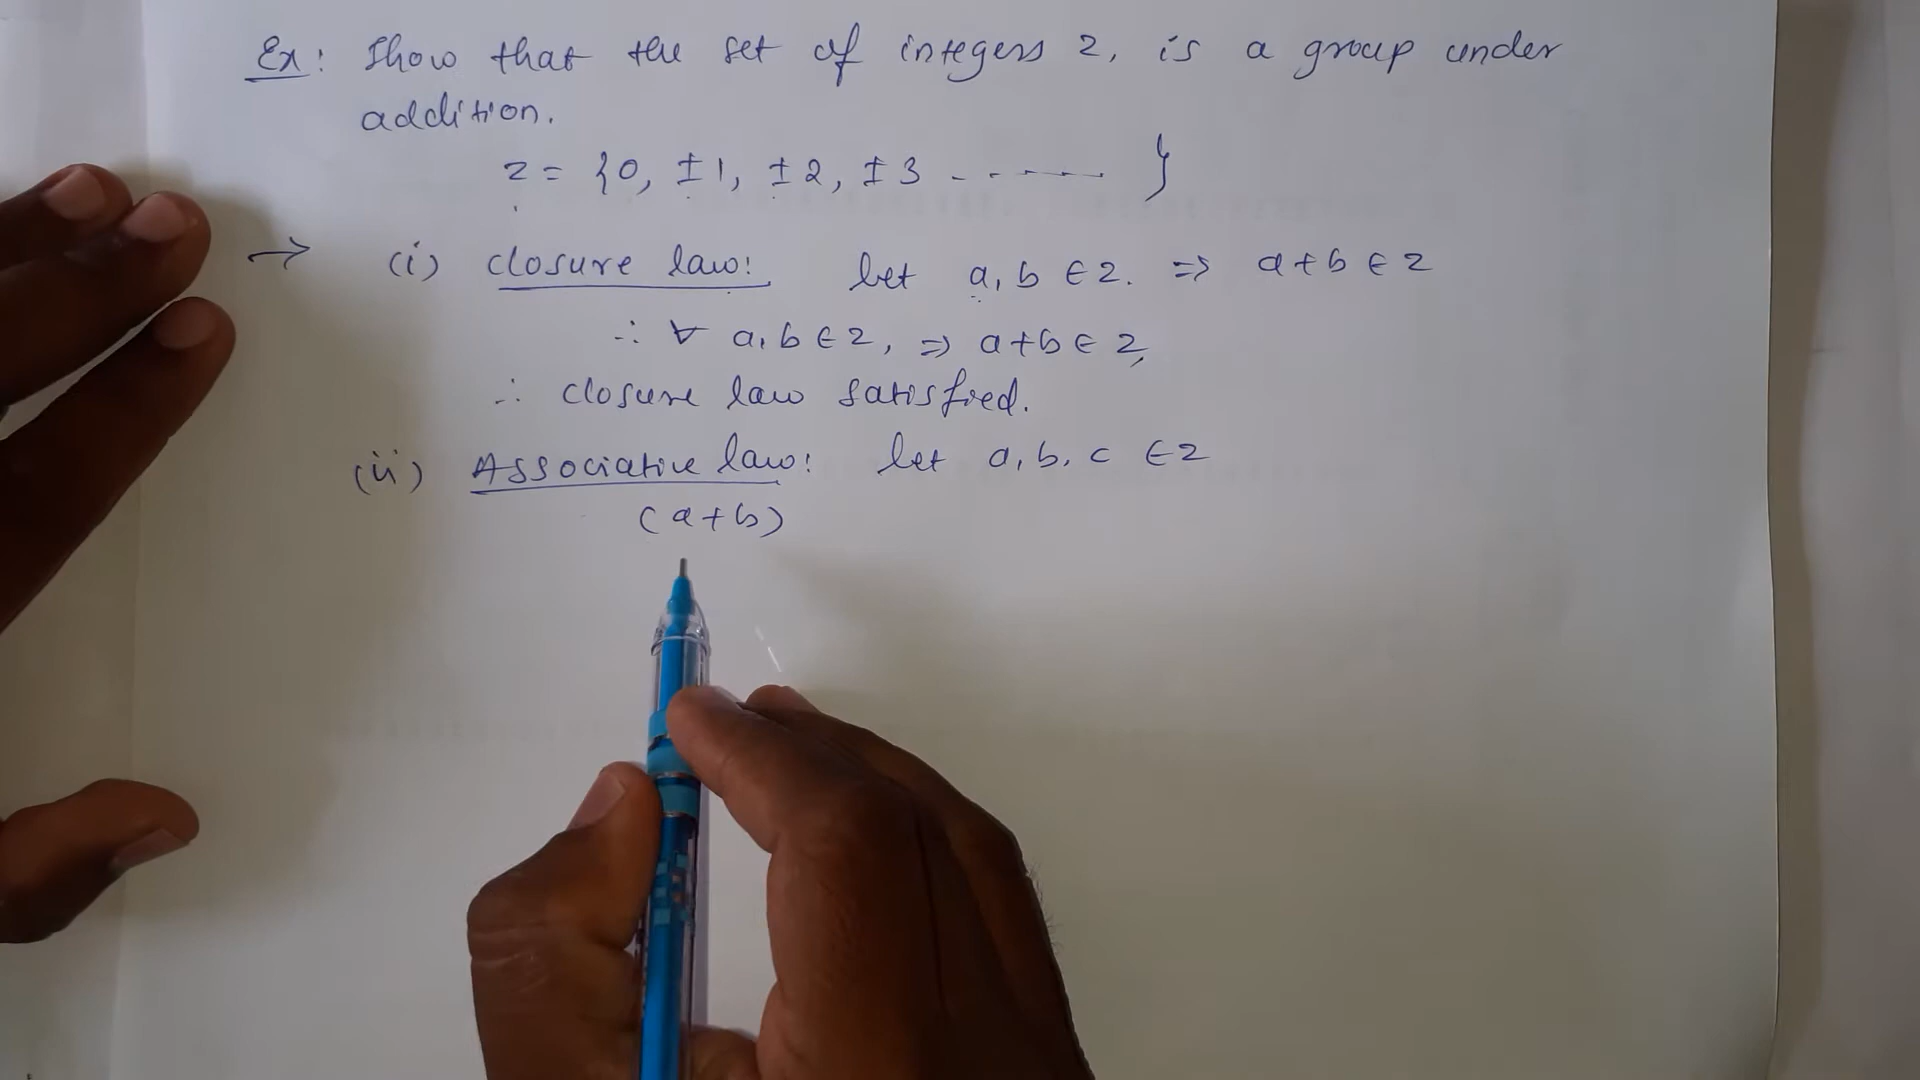 Ex: Show that the set of integers z, is a group under
addition.
z = {0, ±1, ±2, ±3 - - - - - - }
→ (i) closure law: let a, b ∈ z. ⇒ a+b ∈ z
∴ ∀ a, b ∈ z, ⇒ a+b ∈ z,
∴ closure law satisfied.
(ii) Associative law: let a, b, c ∈ z
(a+b)